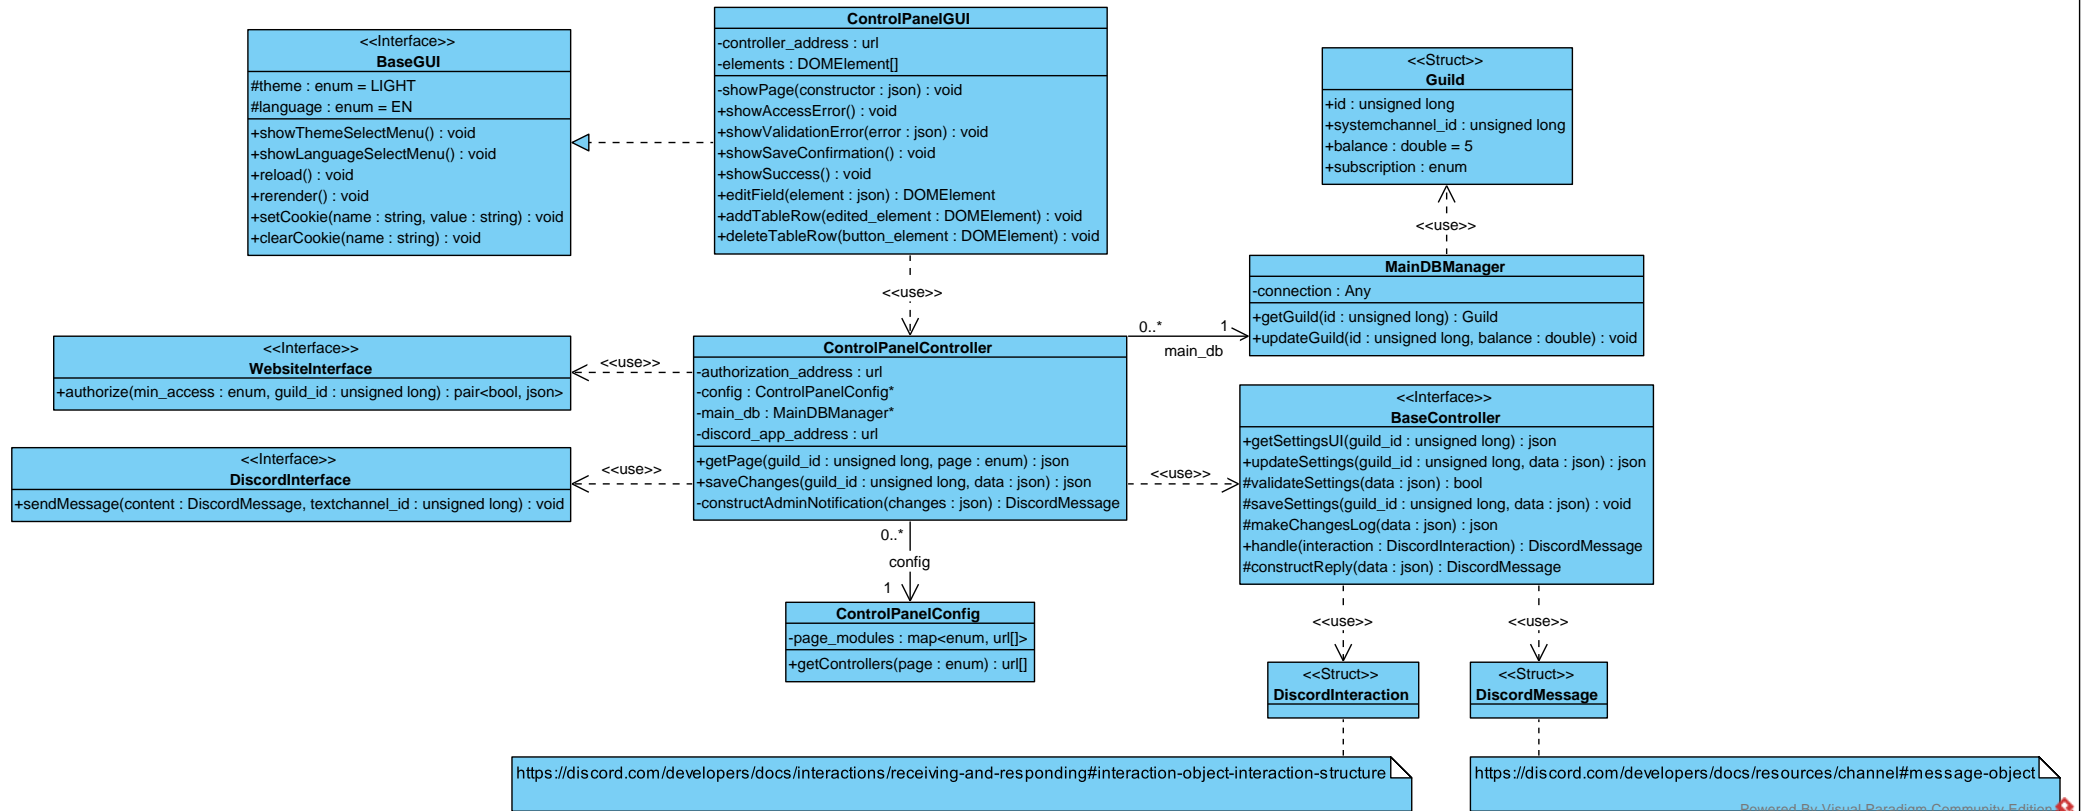 <<Interface>>
BaseGUI
#theme : enum = LIGHT
#language : enum = EN
+showThemeSelectMenu() : void
+showLanguageSelectMenu() : void
+reload() : void
+rerender() : void
+setCookie(name : string, value : string) : void
+clearCookie(name : string) : void
ControlPanelGUI
-controller_address : url
-elements : DOMElement[]
-showPage(constructor : json) : void
+showAccessError() : void
+showValidationError(error : json) : void
+showSaveConfirmation() : void
+showSuccess() : void
+editField(element : json) : DOMElement
+addTableRow(edited_element : DOMElement) : void
+deleteTableRow(button_element : DOMElement) : void
<<Struct>>
Guild
+id : unsigned long
+systemchannel_id : unsigned long
+balance : double = 5
+subscription : enum
<<use>>
<<use>>
MainDBManager
-connection : Any
+getGuild(id : unsigned long) : Guild
+updateGuild(id : unsigned long, balance : double) : void
0..*
1
main_db
<<Interface>>
WebsiteInterface
+authorize(min_access : enum, guild_id : unsigned long) : pair<bool, json>
<<use>>
ControlPanelController
-authorization_address : url
-config : ControlPanelConfig*
-main_db : MainDBManager*
-discord_app_address : url
+getPage(guild_id : unsigned long, page : enum) : json
+saveChanges(guild_id : unsigned long, data : json) : json
-constructAdminNotification(changes : json) : DiscordMessage
<<Interface>>
DiscordInterface
+sendMessage(content : DiscordMessage, textchannel_id : unsigned long) : void
<<use>>
<<use>>
<<Interface>>
BaseController
+getSettingsUI(guild_id : unsigned long) : json
+updateSettings(guild_id : unsigned long, data : json) : json
#validateSettings(data : json) : bool
#saveSettings(guild_id : unsigned long, data : json) : void
#makeChangesLog(data : json) : json
+handle(interaction : DiscordInteraction) : DiscordMessage
#constructReply(data : json) : DiscordMessage
0..*
config
1
ControlPanelConfig
-page_modules : map<enum, url[]>
+getControllers(page : enum) : url[]
<<use>>
<<use>>
<<Struct>>
DiscordInteraction
<<Struct>>
DiscordMessage
https://discord.com/developers/docs/interactions/receiving-and-responding#interaction-object-interaction-structure
https://discord.com/developers/docs/resources/channel#message-object
Powered By Visual Paradigm Community Edition